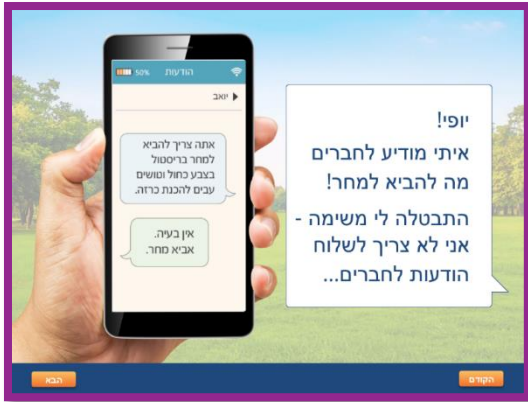 הודעות
50%
יואב
אתה צריך להביא
למחר בריסטול
בצבע כחול וטושים
עבים להכנת כרזה.
אין בעיה.
אביא מחר.
יופי!
איתי מודיע לחברים
מה להביא למחר!
התבטלה לי משימה -
אני לא צריך לשלוח
הודעות לחברים...
הקודם
הבא